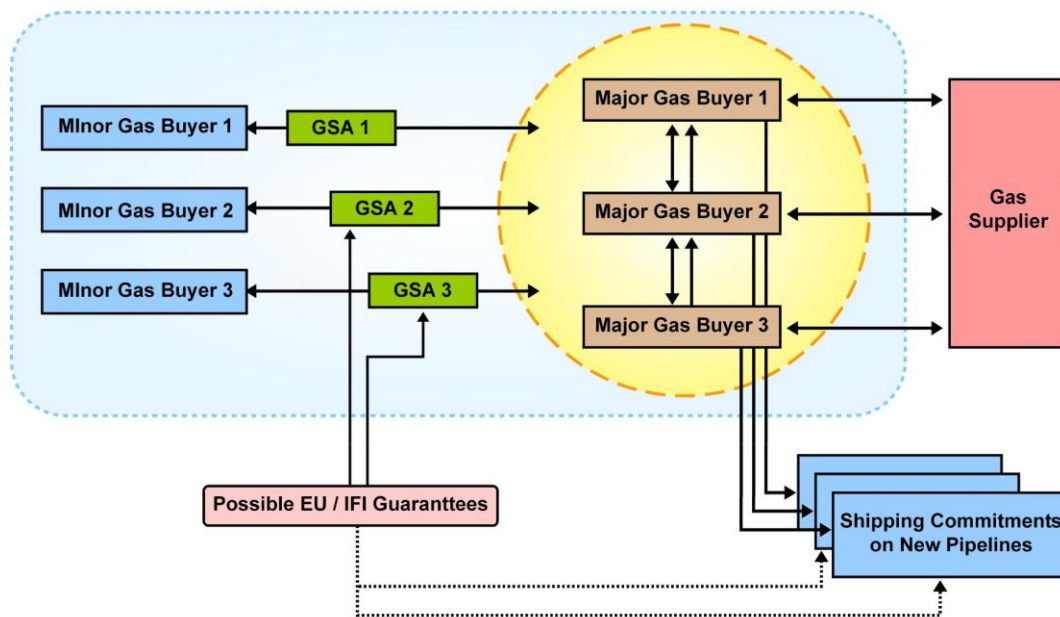 MInor Gas Buyer 1
GSA 1
Major Gas Buyer 1
MInor Gas Buyer 2
GSA 2
Major Gas Buyer 2
Gas
Supplier
MInor Gas Buyer 3
GSA 3
Major Gas Buyer 3
Possible EU / IFI Guaranttees
Shipping Commitments
on New Pipelines